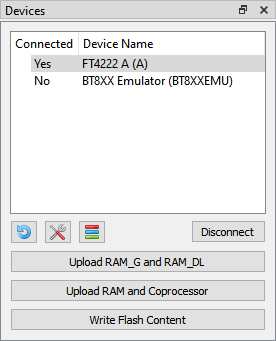 Devices
Connected Device Name
Yes FT4222 A (A)
No BT8XX Emulator (BT8XXEMU)
Disconnect
Upload RAM_G and RAM_DL
Upload RAM and Coprocessor
Write Flash Content